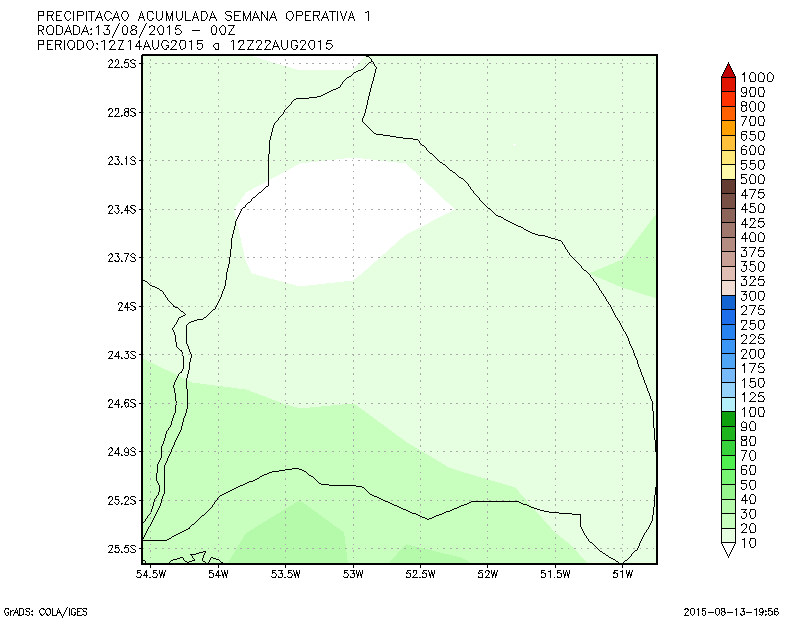 PRECIPITACAO ACUMULADA SEMANA OPERATIVA 1
RODADA:13/08/2015 - 00Z
PERIODO:12Z14AUG2015 a 12Z22AUG2015
22.5S
22.8S
23.1S
23.4S
23.7S
24S
24.3S
24.6S
24.9S
25.2S
25.5S
54.5W 54W 53.5W 53W 52.5W 52W 51.5W 51W
1000
900
800
700
650
600
550
500
475
450
425
400
375
350
325
300
275
250
225
200
175
150
125
100
90
80
70
60
50
40
30
20
10
GrADS: COLA/IGES
2015-08-13-19:56